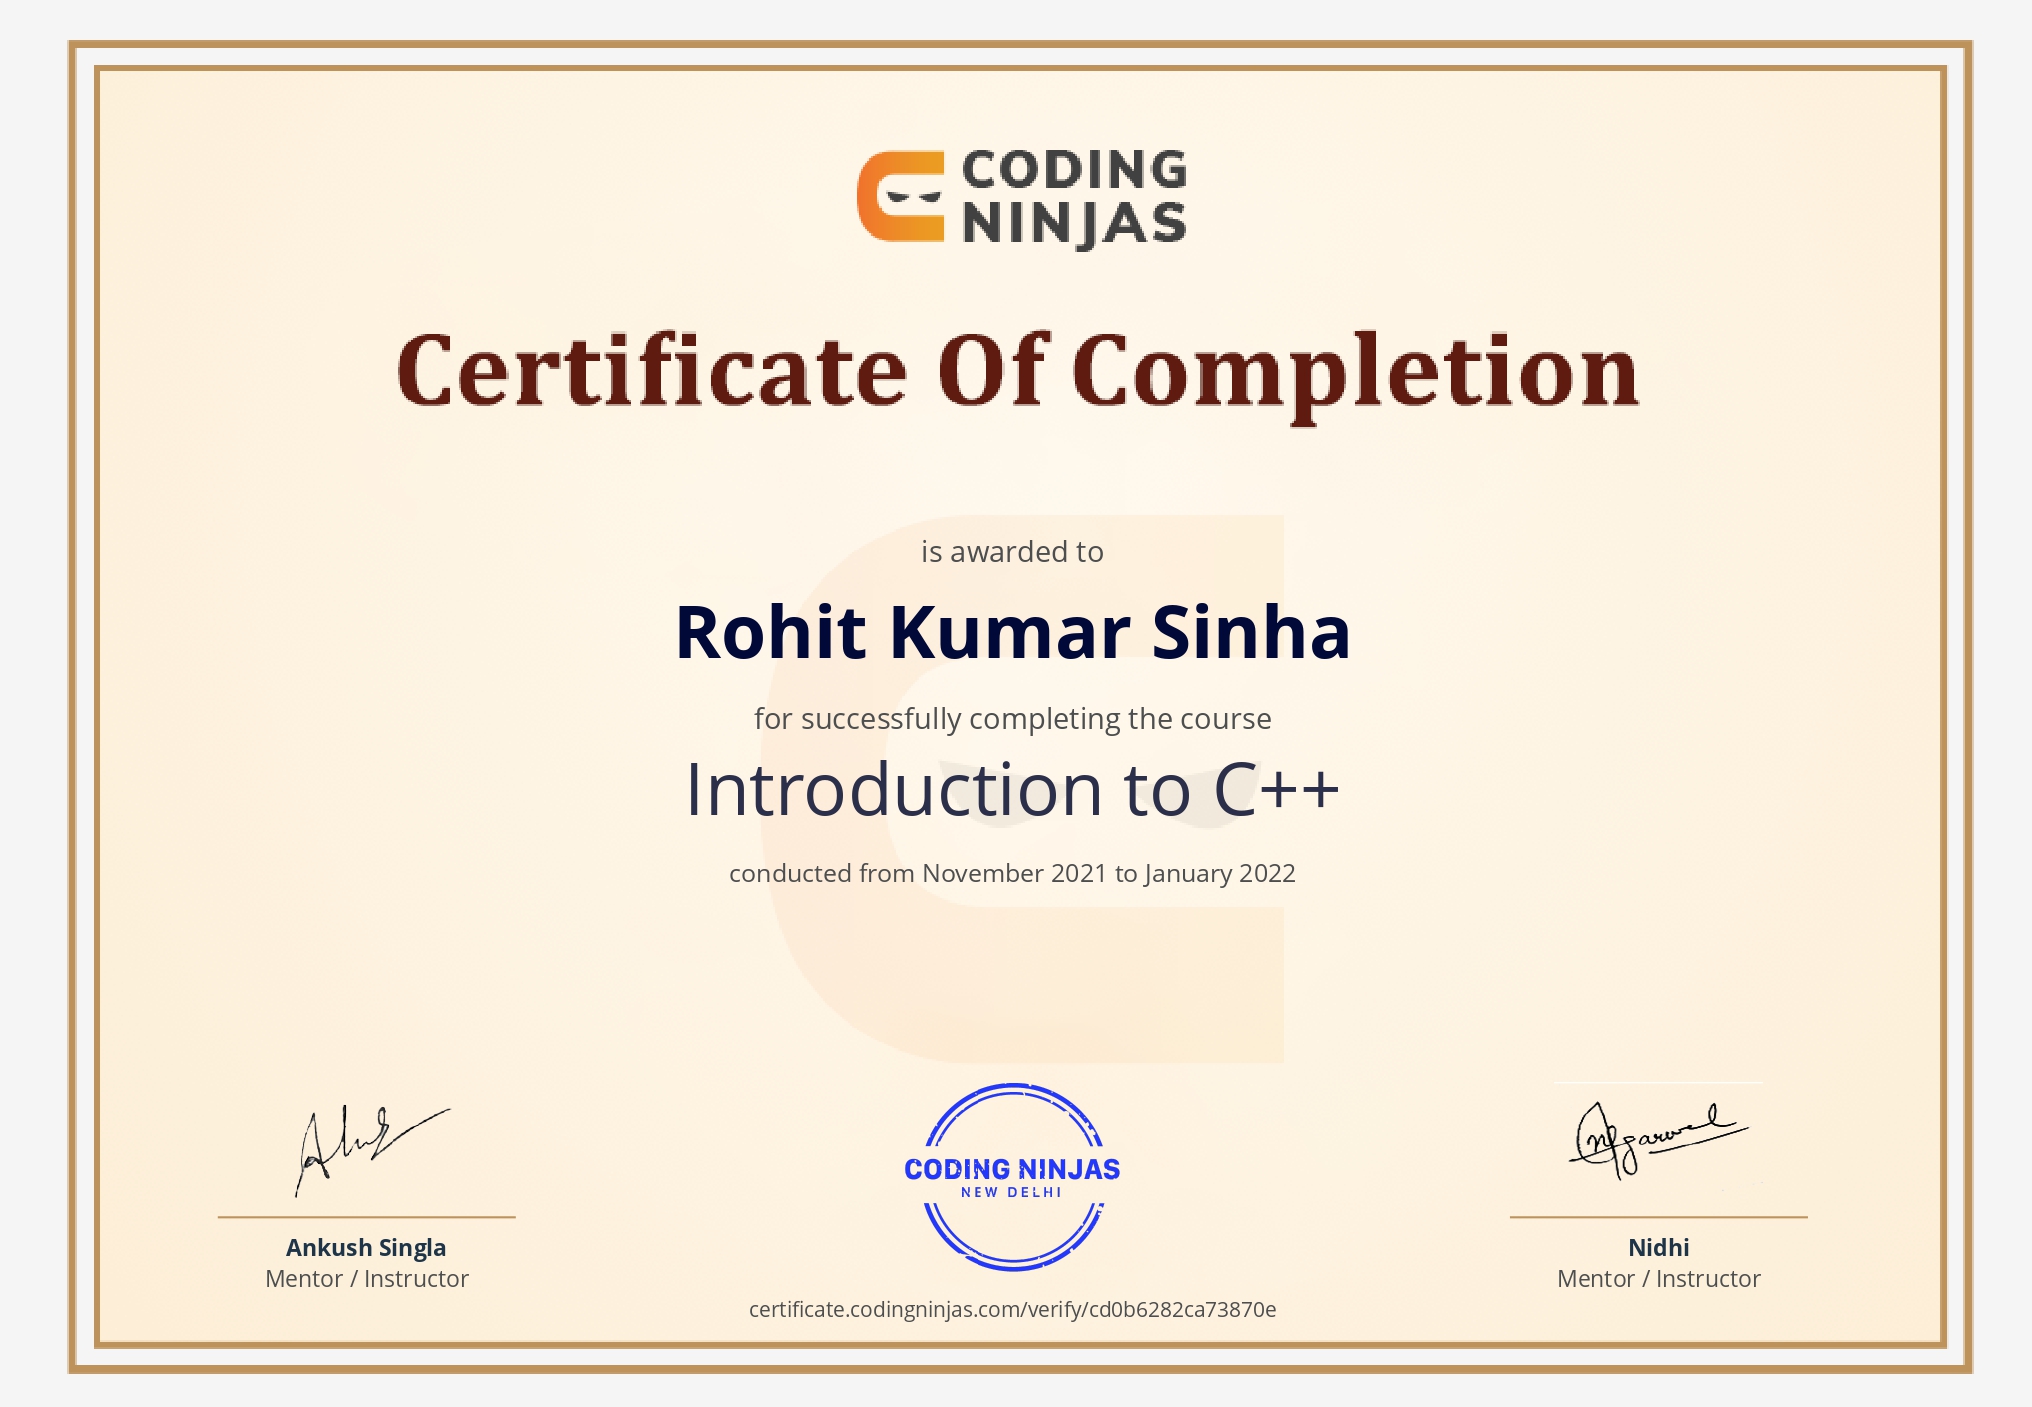 CODING
NINJAS
Certificate Of Completion
is awarded to
Rohit Kumar Sinha
for successfully completing the course
Introduction to C++
conducted from November 2021 to January 2022
CODING NINJAS
NEW DELHI
Ankush Singla
Mentor / Instructor
Agarwal
Nidhi
Mentor / Instructor
certificate.codingninjas.com/verify/cd0b6282ca73870e